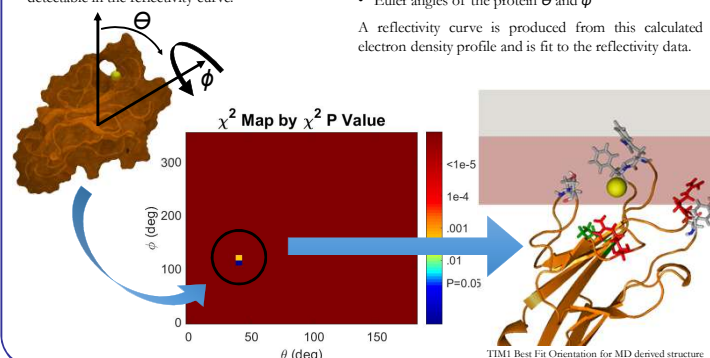 detectable in the reflectivity curve.
• Euler angles of the protein Θ and ϕ
A reflectivity curve is produced from this calculated
electron density profile and is fit to the reflectivity data.
Θ
ϕ
χ² Map by χ² P Value
300
200
100
0
ϕ (deg)
0 50 100 150
θ (deg)
<1e-5
1e-4
.001
.01
P=0.05
TIM1 Best Fit Orientation for MD derived structure